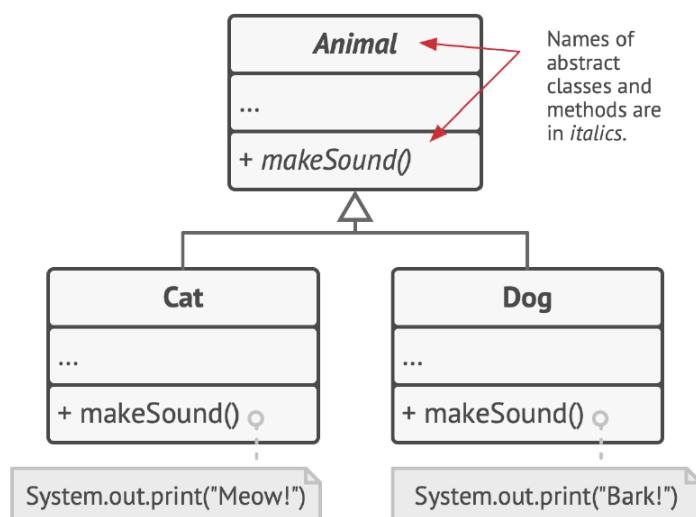 Animal
...
+ makeSound()
Names of
abstract
classes and
methods are
in italics.
Cat
...
+ makeSound()
System.out.print("Meow!")
Dog
...
+ makeSound()
System.out.print("Bark!")